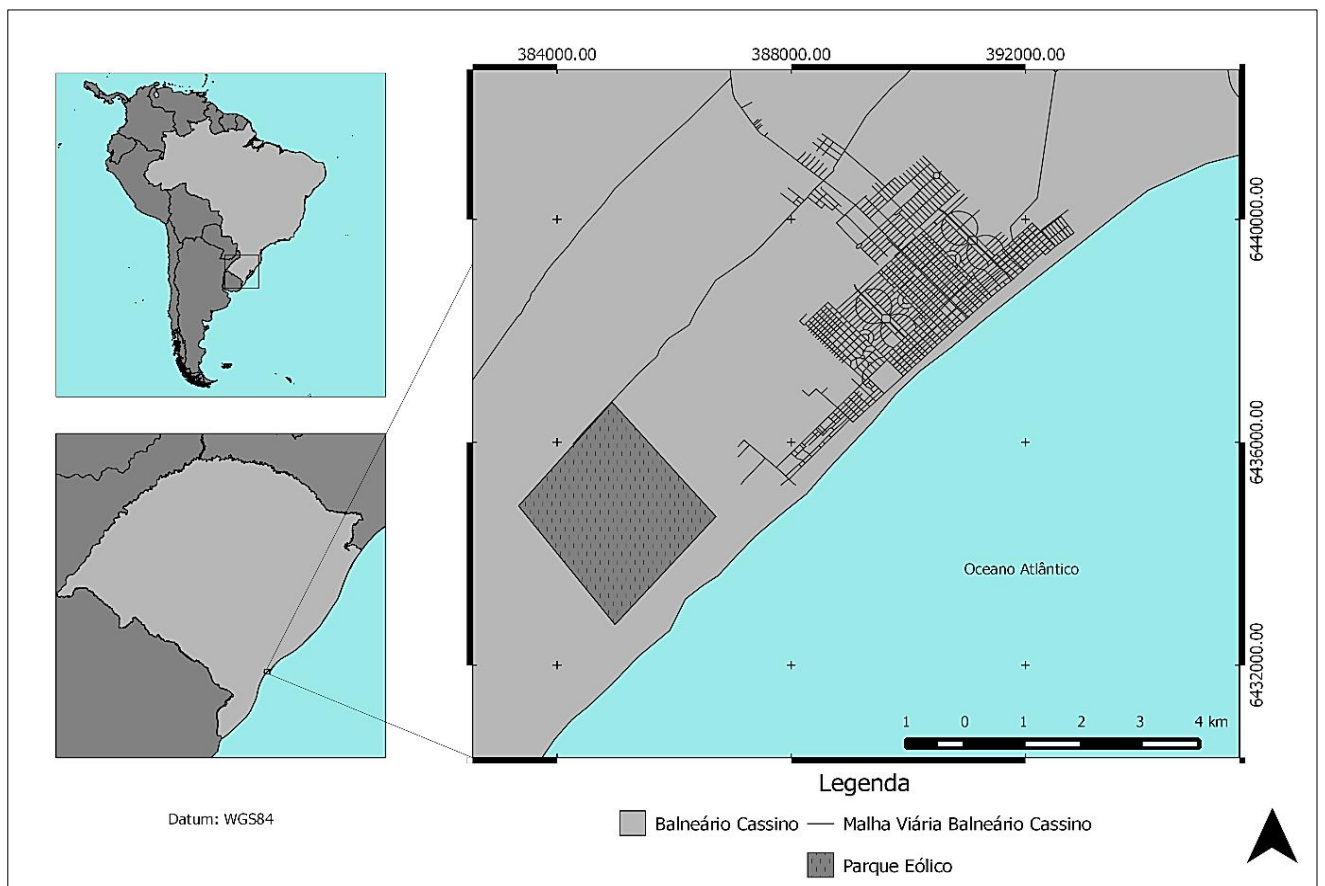 384000.00 388000.00 392000.00
6440000.00
6436000.00
6432000.00
Oceano Atlântico
1 0 1 2 3 4 km
Legenda
Datum: WGS84
Balneário Cassino Malha Viária Balneário Cassino
Parque Eólico